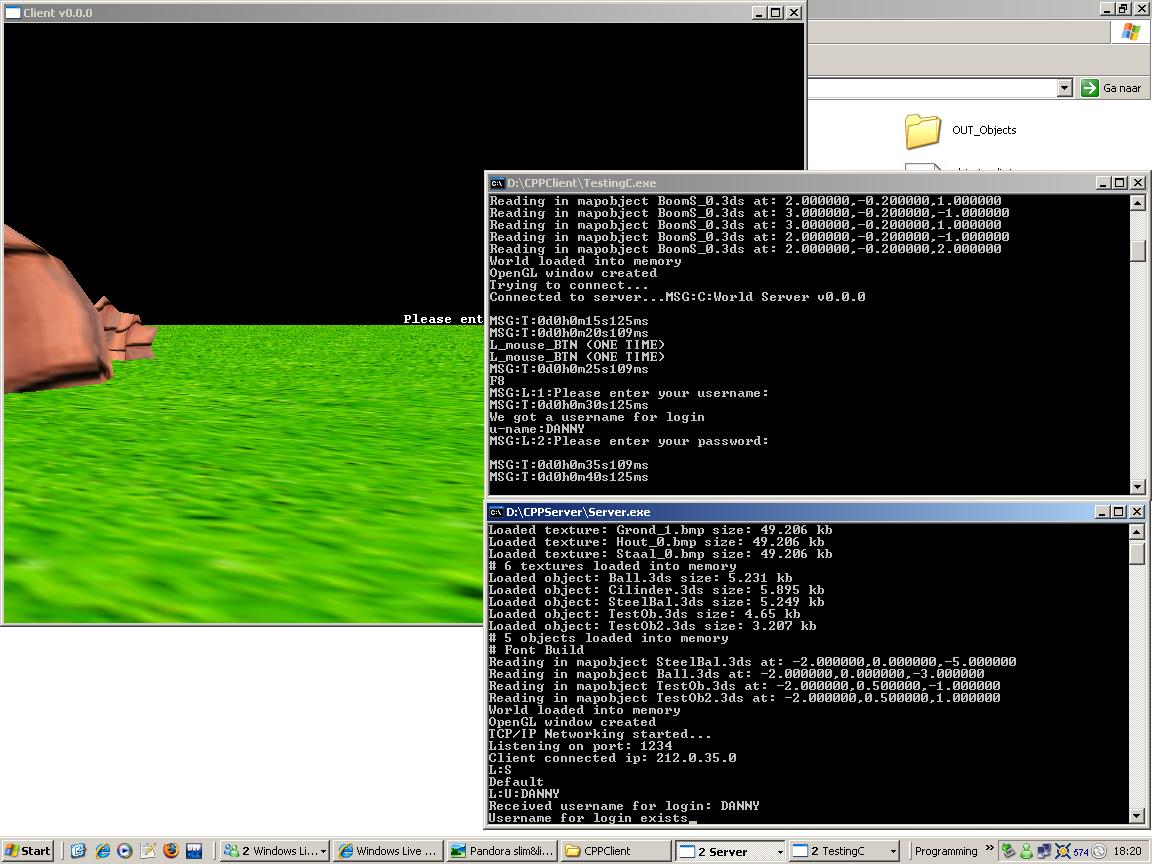 Client v0.0.0
Ga naar
OUT_Objects
Please ent
D:\CPPClient\TestingC.exe
Reading in mapobject BoomS_0.3ds at: 2.000000,-0.200000,1.000000
Reading in mapobject BoomS_0.3ds at: 3.000000,-0.200000,-1.000000
Reading in mapobject BoomS_0.3ds at: 3.000000,-0.200000,1.000000
Reading in mapobject BoomS_0.3ds at: 2.000000,-0.200000,-1.000000
Reading in mapobject BoomS_0.3ds at: 2.000000,-0.200000,2.000000
World loaded into memory
OpenGL window created
Trying to connect...
Connected to server...MSG:C:World Server v0.0.0
MSG:T:0d0h0m15s125ms
MSG:T:0d0h0m20s109ms
L_mouse_BTN (ONE TIME)
L_mouse_BTN (ONE TIME)
MSG:T:0d0h0m25s109ms
F8
MSG:L:1:Please enter your username:
MSG:T:0d0h0m30s125ms
We got a username for login
u-name:DANNY
MSG:L:2:Please enter your password:
MSG:T:0d0h0m35s109ms
MSG:T:0d0h0m40s125ms
D:\CPPServer\Server.exe
Loaded texture: Grond_1.bmp size: 49.206 kb
Loaded texture: Hout_0.bmp size: 49.206 kb
Loaded texture: Staal_0.bmp size: 49.206 kb
# 6 textures loaded into memory
Loaded object: Ball.3ds size: 5.231 kb
Loaded object: Cilinder.3ds size: 5.895 kb
Loaded object: SteelBal.3ds size: 5.249 kb
Loaded object: TestOb.3ds size: 4.65 kb
Loaded object: TestOb2.3ds size: 3.207 kb
# 5 objects loaded into memory
# Font Build
Reading in mapobject SteelBal.3ds at: -2.000000,0.000000,-5.000000
Reading in mapobject Ball.3ds at: -2.000000,0.000000,-3.000000
Reading in mapobject TestOb.3ds at: -2.000000,0.500000,-1.000000
Reading in mapobject TestOb2.3ds at: -2.000000,0.500000,1.000000
World loaded into memory
OpenGL window created
TCP/IP Networking started...
Listening on port: 1234
Client connected ip: 212.0.35.0
L:S
Default
L:U:DANNY
Received username for login: DANNY
Username for login exists_
Start
2 Windows Li...
Windows Live ...
Pandora slim&li...
CPPClient
2 Server
2 TestingC
Programming
574
18:20